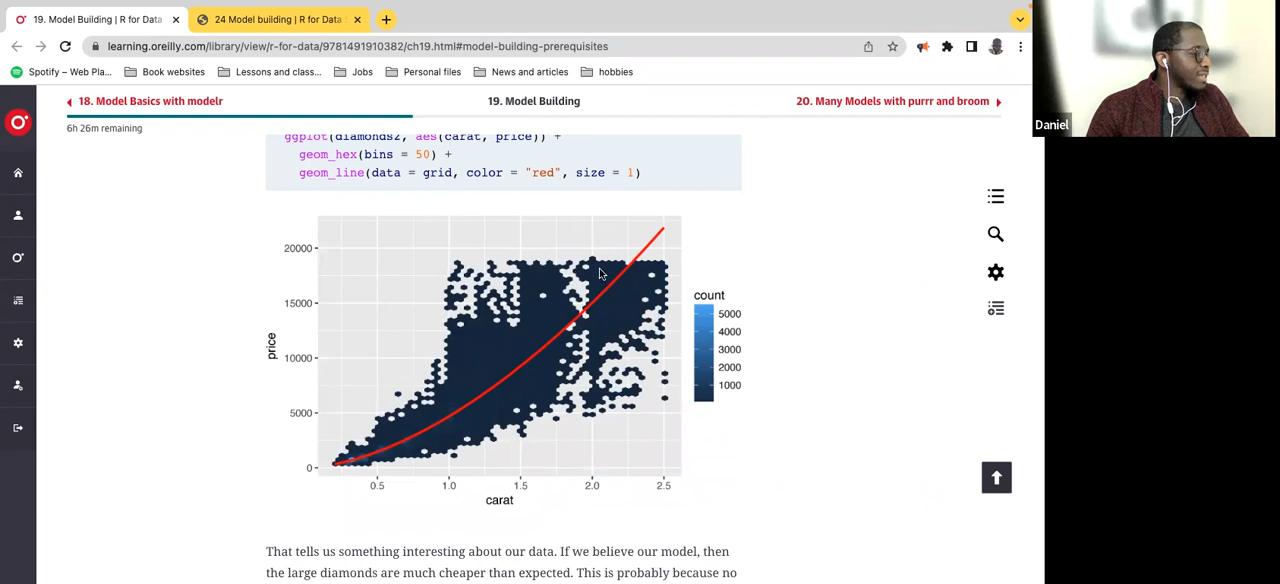 19. Model Building | R for Data
24 Model building | R for Data
learning.oreilly.com/library/view/r-for-data/9781491910382/ch19.html#model-building-prerequisites
Spotify – Web Pla...
Book websites
Lessons and class...
Jobs
Personal files
News and articles
hobbies
18. Model Basics with modelr
19. Model Building
20. Many Models with purrr and broom
6h 26m remaining
Daniel
ggplot(diamonds2, aes(carat, price)) +
geom_hex(bins = 50) +
geom_line(data = grid, color = "red", size = 1)
20000
15000
10000
5000
0
price
0.5 1.0 1.5 2.0 2.5
carat
count
5000
4000
3000
2000
1000
That tells us something interesting about our data. If we believe our model, then
the large diamonds are much cheaper than expected. This is probably because no